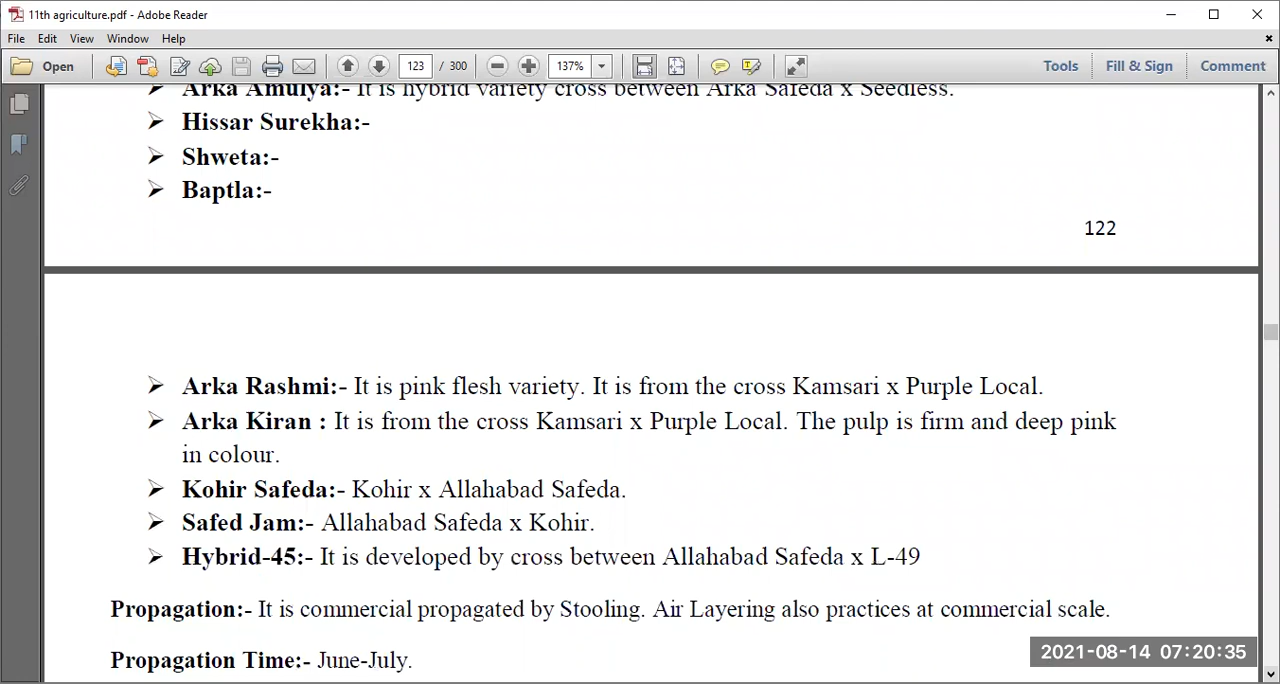 11th agriculture.pdf - Adobe Reader
File Edit View Window Help
Open 123 / 300 137% Tools Fill & Sign Comment
➢ Arka Amulya:- It is hybrid variety cross between Arka Safeda x Seedless.
➢ Hissar Surekha:-
➢ Shweta:-
➢ Baptla:-
122
➢ Arka Rashmi:- It is pink flesh variety. It is from the cross Kamsari x Purple Local.
➢ Arka Kiran : It is from the cross Kamsari x Purple Local. The pulp is firm and deep pink
in colour.
➢ Kohir Safeda:- Kohir x Allahabad Safeda.
➢ Safed Jam:- Allahabad Safeda x Kohir.
➢ Hybrid-45:- It is developed by cross between Allahabad Safeda x L-49
Propagation:- It is commercial propagated by Stooling. Air Layering also practices at commercial scale.
Propagation Time:- June-July.
2021-08-14 07:20:35